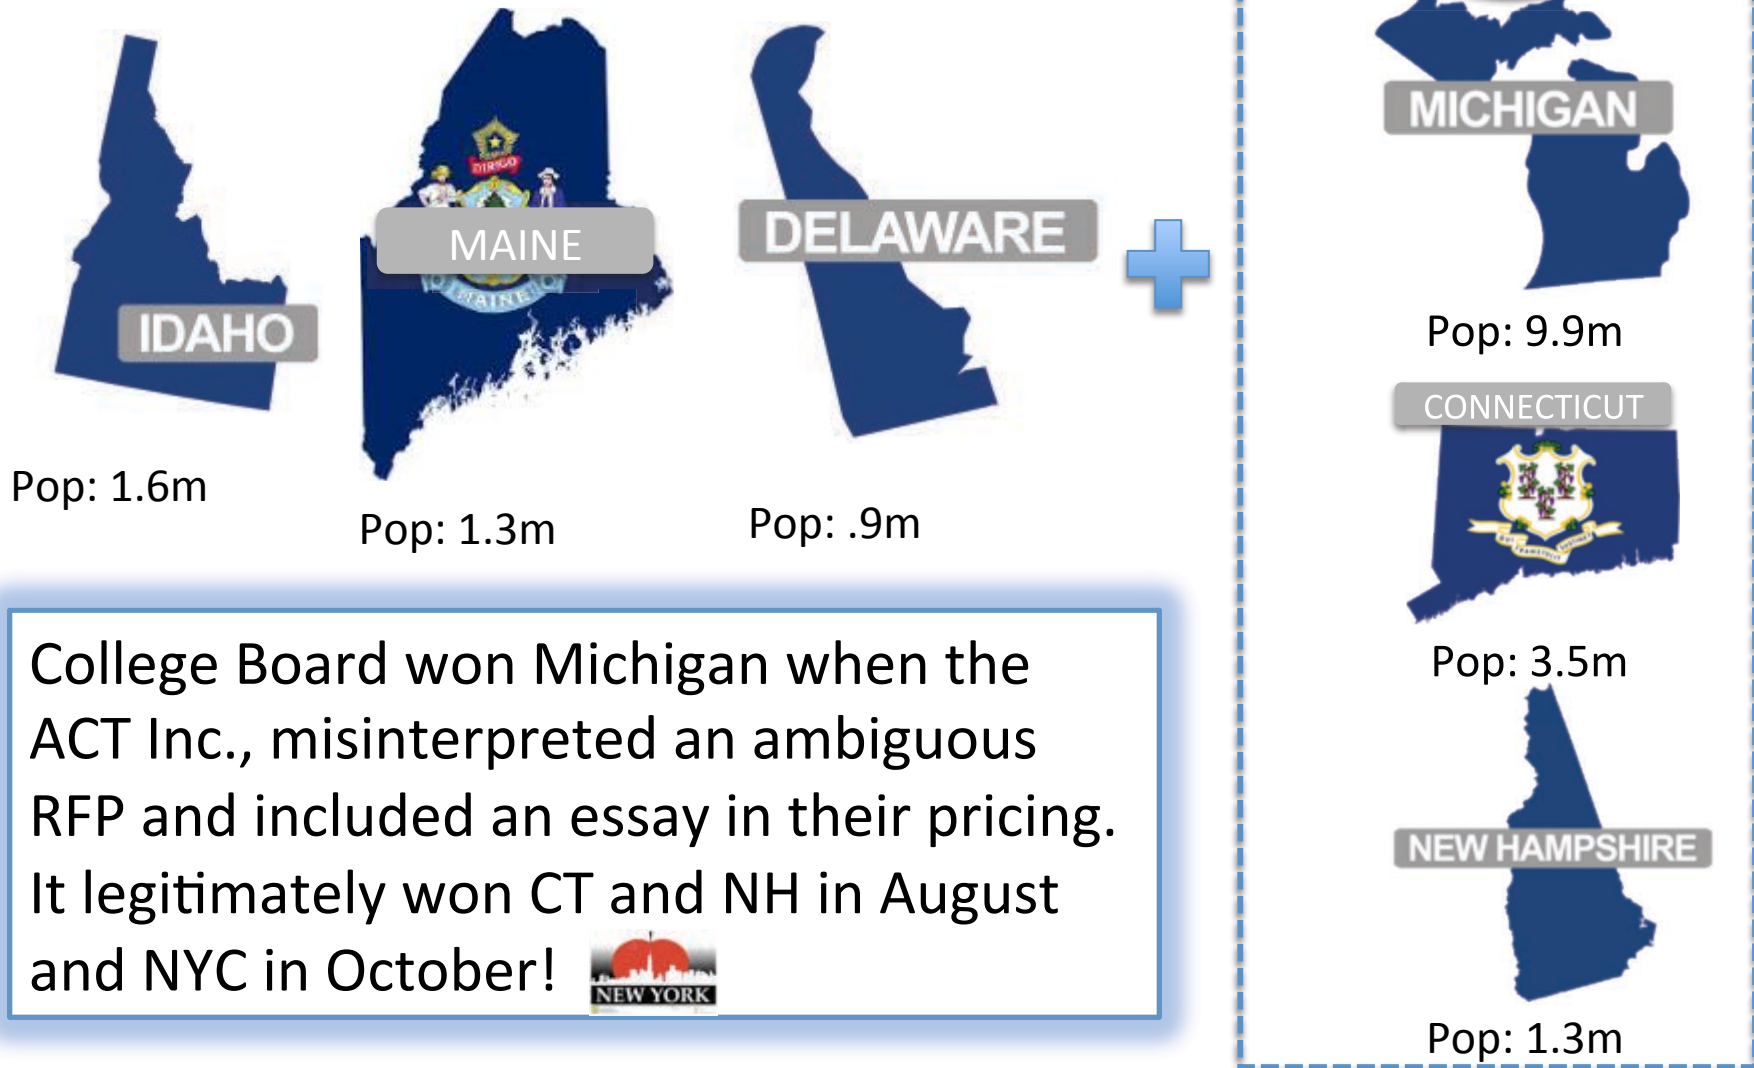 IDAHO
Pop: 1.6m
DIRIGO
MAINE
MAINE
Pop: 1.3m
DELAWARE
Pop: .9m
MICHIGAN
Pop: 9.9m
CONNECTICUT
Pop: 3.5m
NEW HAMPSHIRE
Pop: 1.3m
College Board won Michigan when the
ACT Inc., misinterpreted an ambiguous
RFP and included an essay in their pricing.
It legitimately won CT and NH in August
and NYC in October!
NEW YORK